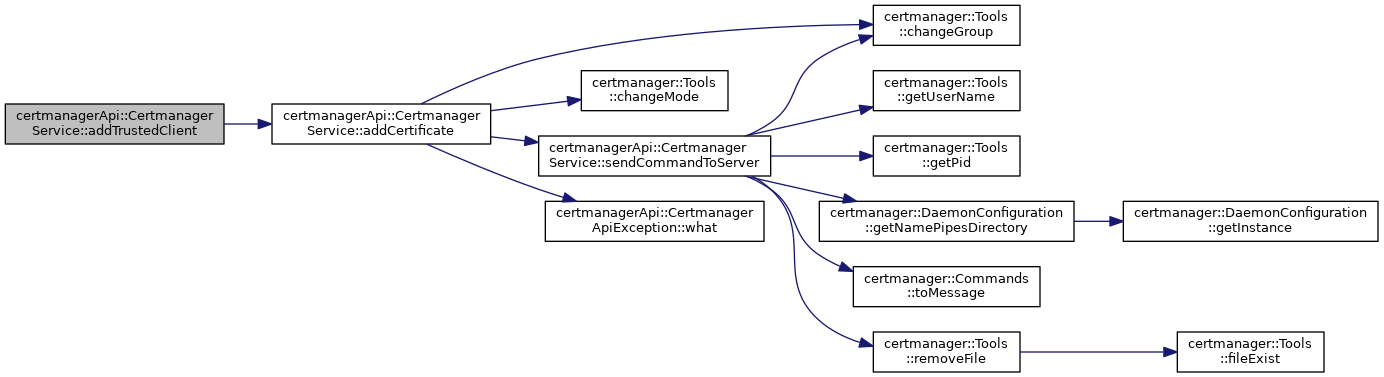 certmanagerApi::Certmanager
Service::addTrustedClient
certmanagerApi::Certmanager
Service::addCertificate
certmanager::Tools
::changeGroup
certmanager::Tools
::changeMode
certmanagerApi::Certmanager
Service::sendCommandToServer
certmanagerApi::Certmanager
ApiException::what
certmanager::Tools
::getUserName
certmanager::Tools
::getPid
certmanager::DaemonConfiguration
::getNamePipesDirectory
certmanager::DaemonConfiguration
::getInstance
certmanager::Commands
::toMessage
certmanager::Tools
::removeFile
certmanager::Tools
::fileExist